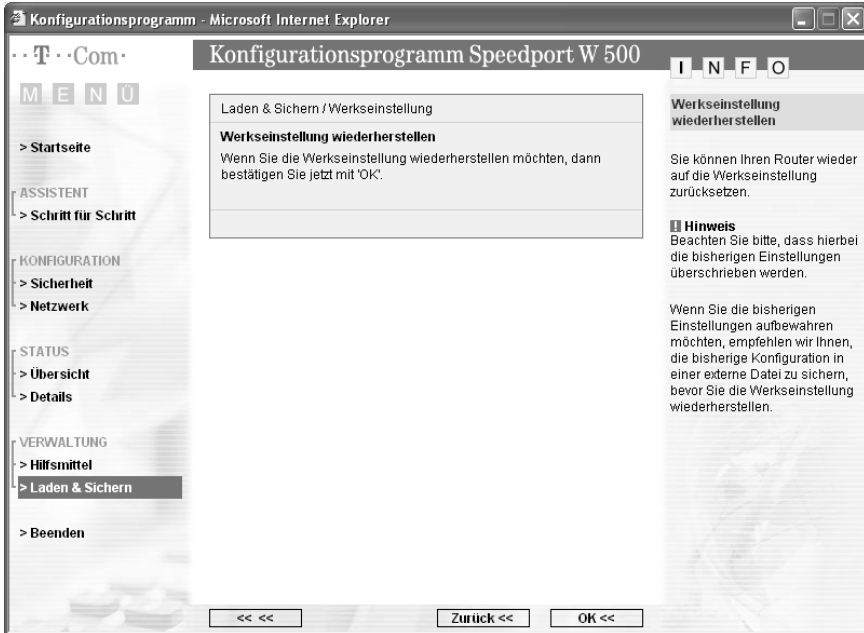 Konfigurationsprogramm - Microsoft Internet Explorer
· · T · · Com ·
Konfigurationsprogramm Speedport W 500
MENÜ
> Startseite
ASSISTENT
> Schritt für Schritt
KONFIGURATION
> Sicherheit
> Netzwerk
STATUS
> Übersicht
> Details
VERWALTUNG
> Hilfsmittel
> Laden & Sichern
> Beenden
Laden & Sichern / Werkseinstellung
Werkseinstellung wiederherstellen
Wenn Sie die Werkseinstellung wiederherstellen möchten, dann
bestätigen Sie jetzt mit 'OK'.
<< <<
Zurück <<
OK <<
INFO
Werkseinstellung
wiederherstellen
Sie können Ihren Router wieder
auf die Werkseinstellung
zurücksetzen.
! Hinweis
Beachten Sie bitte, dass hierbei
die bisherigen Einstellungen
überschrieben werden.
Wenn Sie die bisherigen
Einstellungen aufbewahren
möchten, empfehlen wir Ihnen,
die bisherige Konfiguration in
einer externe Datei zu sichern,
bevor Sie die Werkseinstellung
wiederherstellen.